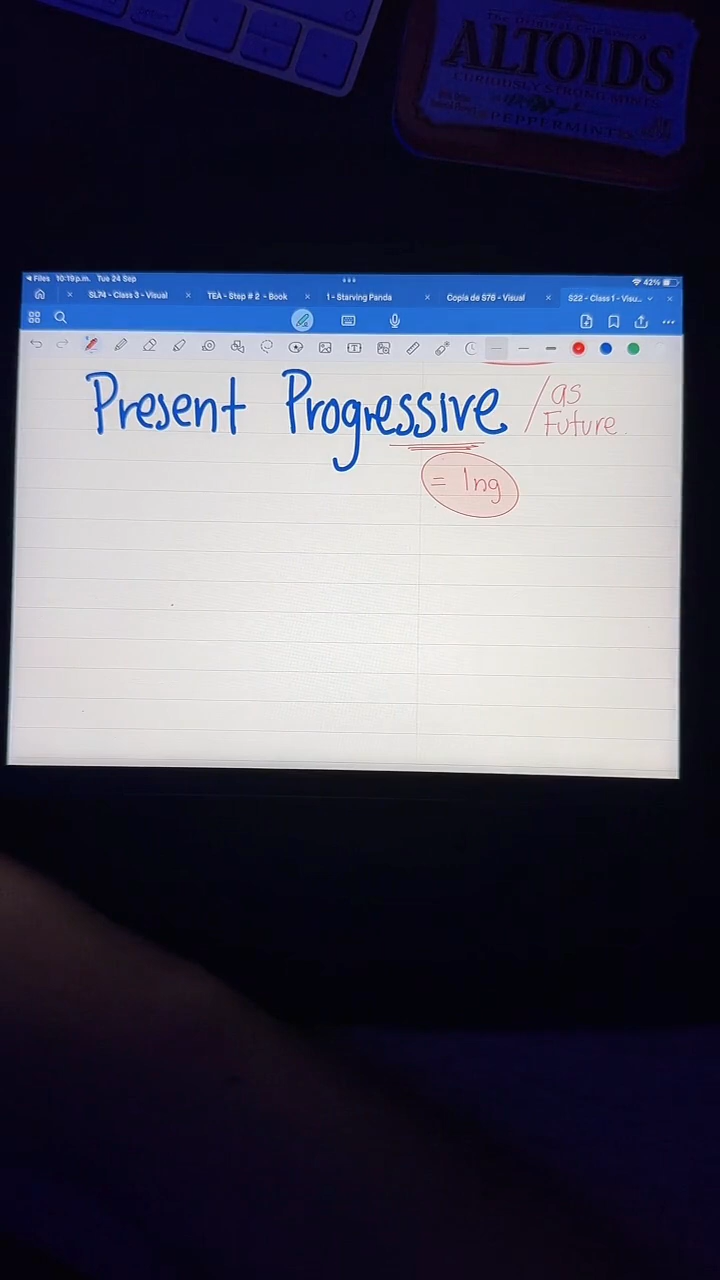 ALTOIDS
CURIOUSLY STRONG MINTS
PEPPERMINT
Files 10:19 p.m. Tue 24 Sep
42%
SL74 - Class 3 - Visual
TEA - Step # 2 - Book
1 - Starving Panda
Copia de S76 - Visual
S22 - Class 1 - Visu...
Present Progressive / as
Future
= Ing